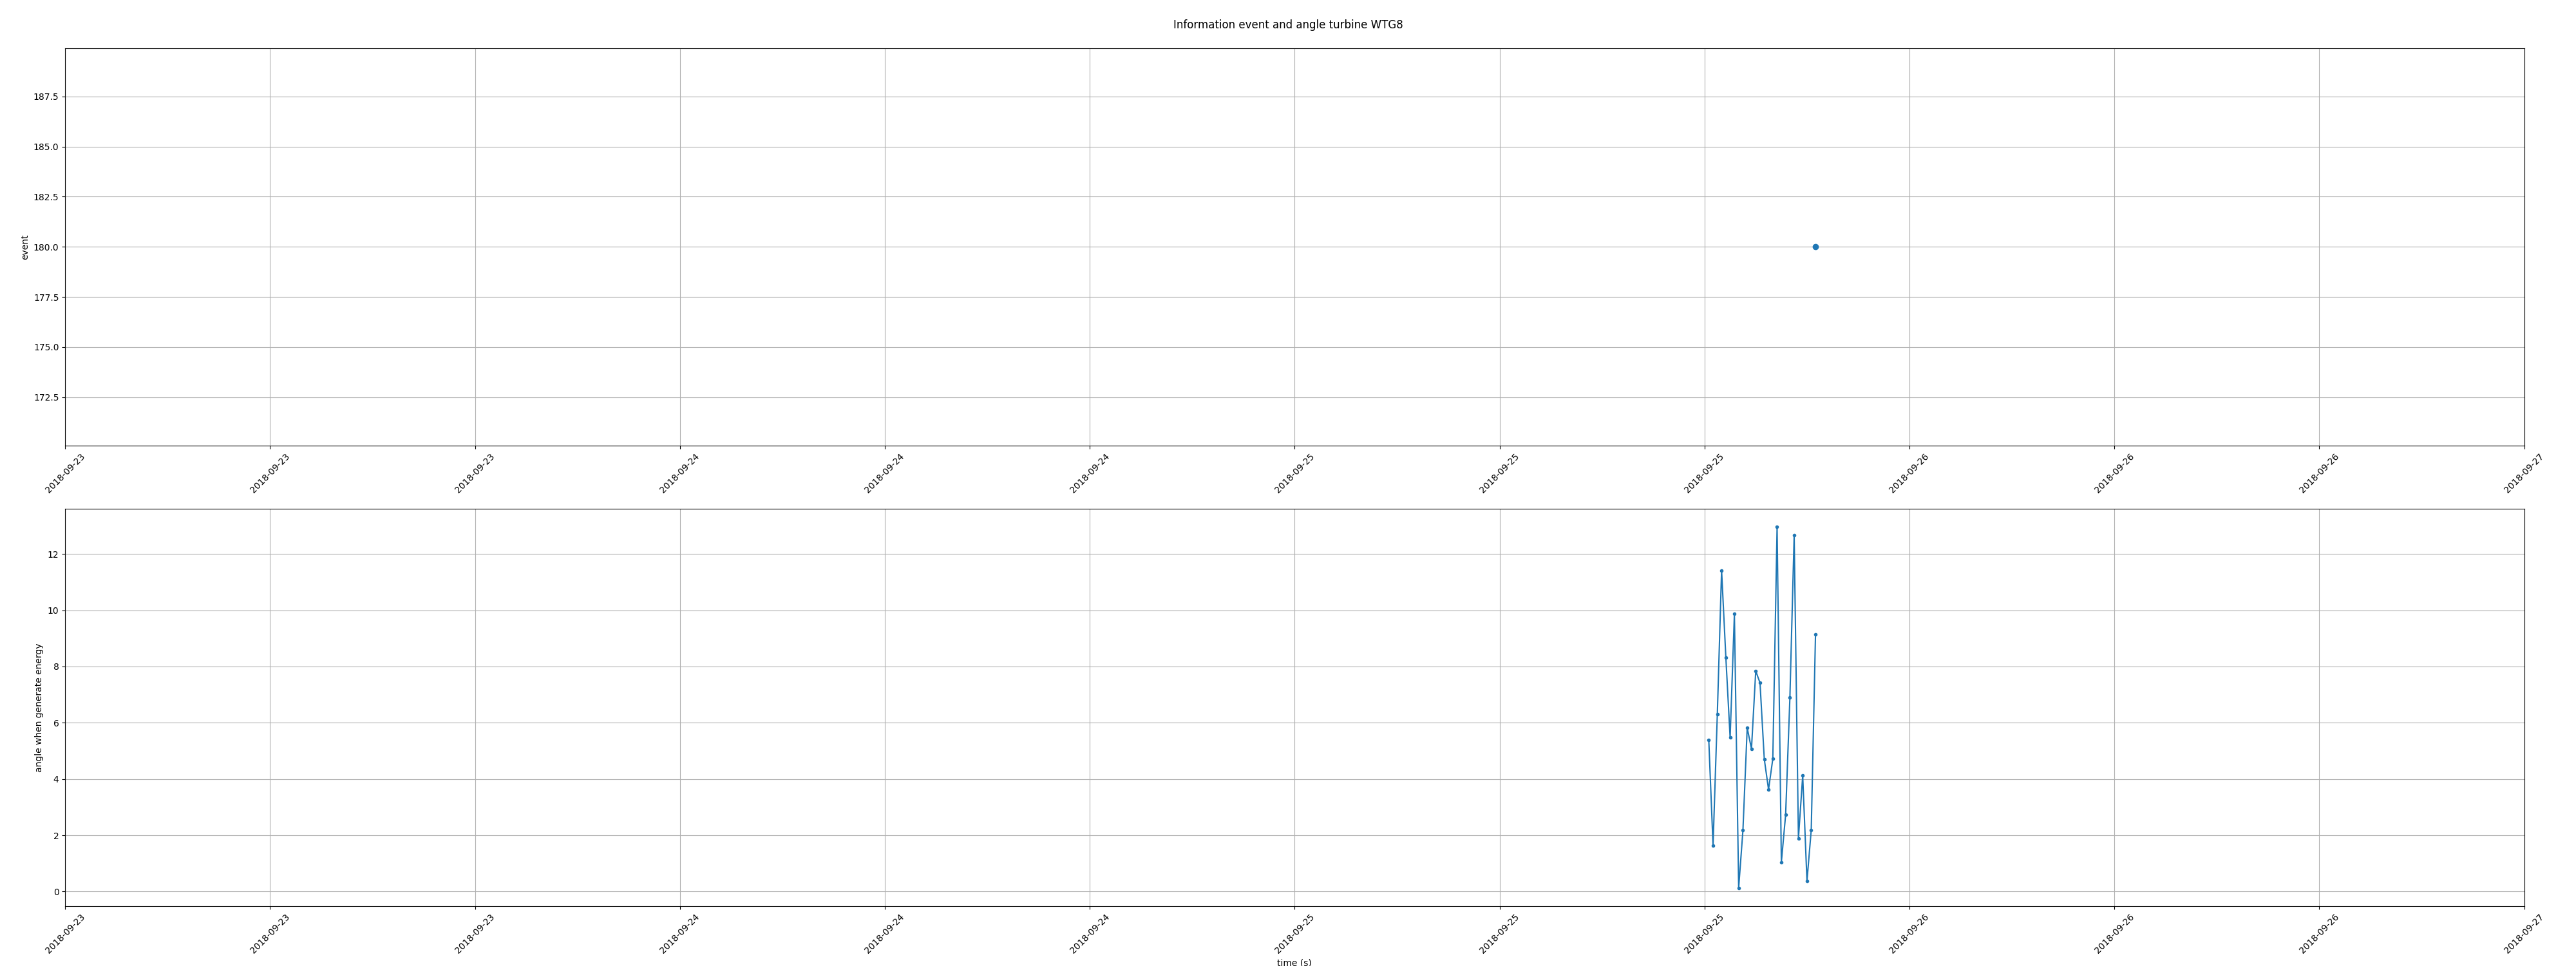 Information event and angle turbine WTG8
187.5
185.0
182.5
180.0
177.5
175.0
172.5
event
2018-09-23 2018-09-23 2018-09-23 2018-09-24 2018-09-24 2018-09-24 2018-09-25 2018-09-25 2018-09-25 2018-09-26 2018-09-26 2018-09-26 2018-09-27
12
10
8
6
4
2
0
angle when generate energy
2018-09-23 2018-09-23 2018-09-23 2018-09-24 2018-09-24 2018-09-24 2018-09-25 2018-09-25 2018-09-25 2018-09-26 2018-09-26 2018-09-26 2018-09-27
time (s)